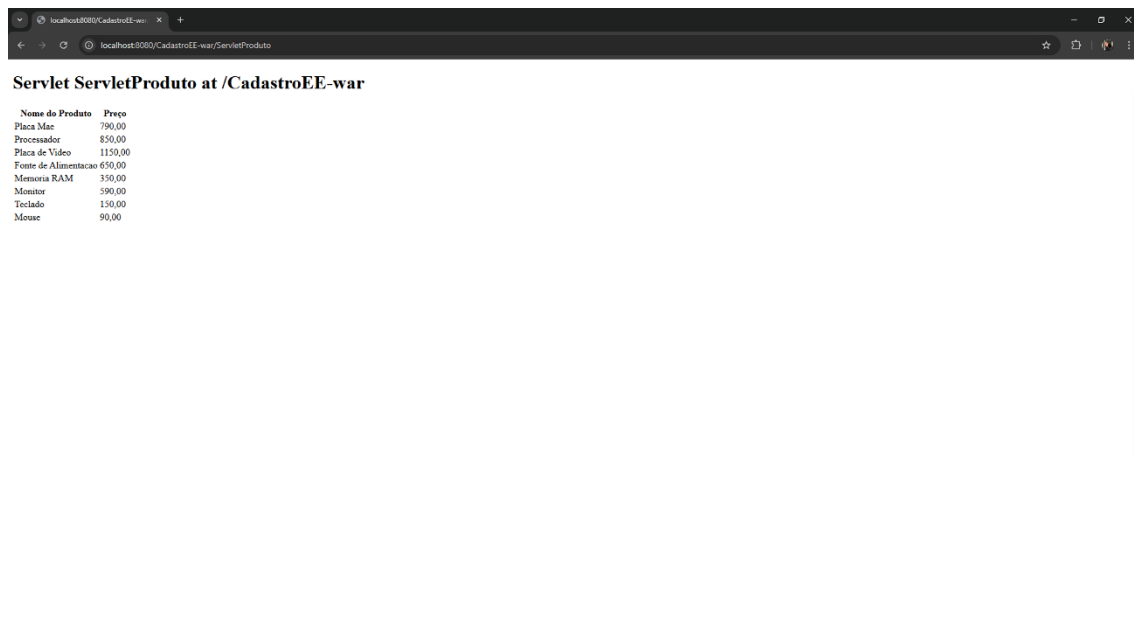 localhost:8080/CadastroEE-war
localhost:8080/CadastroEE-war/ServletProduto
Servlet ServletProduto at /CadastroEE-war
Nome do Produto Preço
Placa Mae 790,00
Processador 850,00
Placa de Video 1150,00
Fonte de Alimentacao 650,00
Memoria RAM 350,00
Monitor 590,00
Teclado 150,00
Mouse 90,00